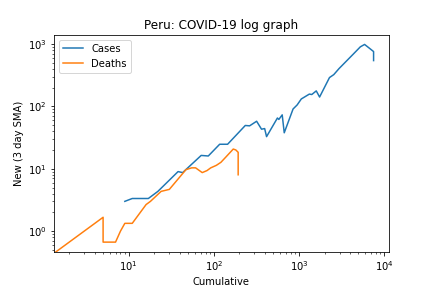 Peru: COVID-19 log graph
Cases
Deaths
New (3 day SMA)
10³
10²
10¹
10⁰
10¹
10²
10³
10⁴
Cumulative